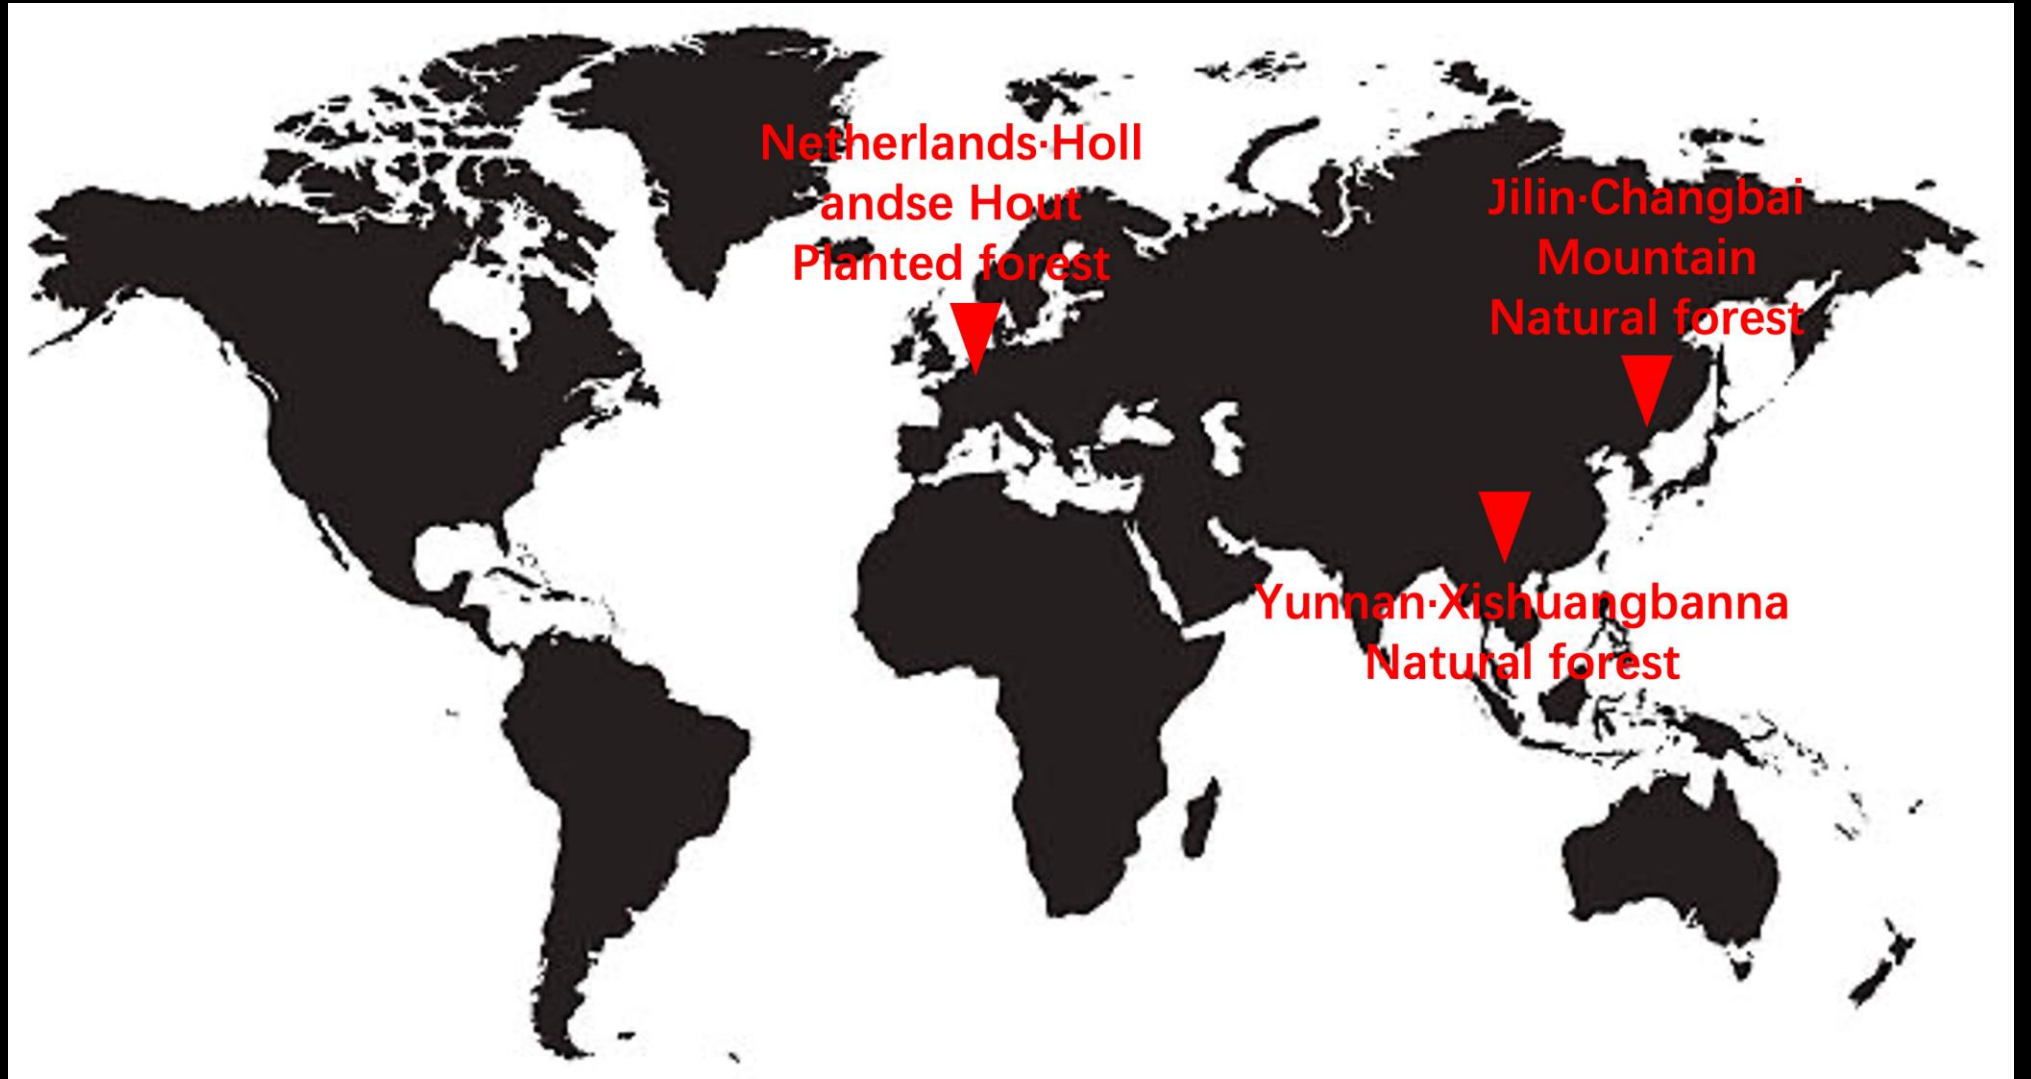 Netherlands·Holl
andse Hout
Planted forest
Jilin·Changbai
Mountain
Natural forest
Yunnan·Xishuangbanna
Natural forest